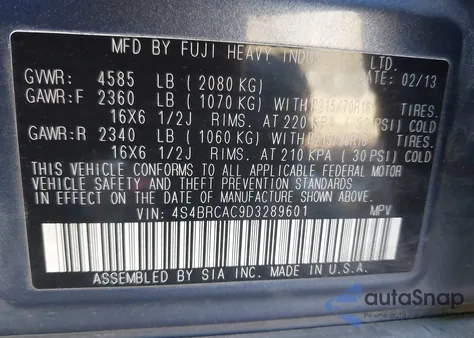 MFD BY FUJI HEAVY LTD.
DATE: 02/13
GVWR: 4585 LB (2080 KG)
GAWR:F 2360 LB (1070 KG) WITH TIRES,
16X6 1/2J RIMS. AT 220 KPA PSI) COLD
GAWR:R 2340 LB (1060 KG) WITH TIRES,
16X6 1/2J RIMS. AT 210 KPA (30PSI) COLD
THIS VEHICLE CONFORMS TO ALL APPLICABLE FEDERAL MOTOR
VEHICLE SAFETY AND THEFT PREVENTION STANDARDS
IN EFFECT ON THE DATE OF MANUFACTURE SHOWN ABOVE.
VIN: 4S4BRCAC9D3289601 MPV
ASSEMBLED BY SIA INC. MADE IN U.S.A.
autoSnap